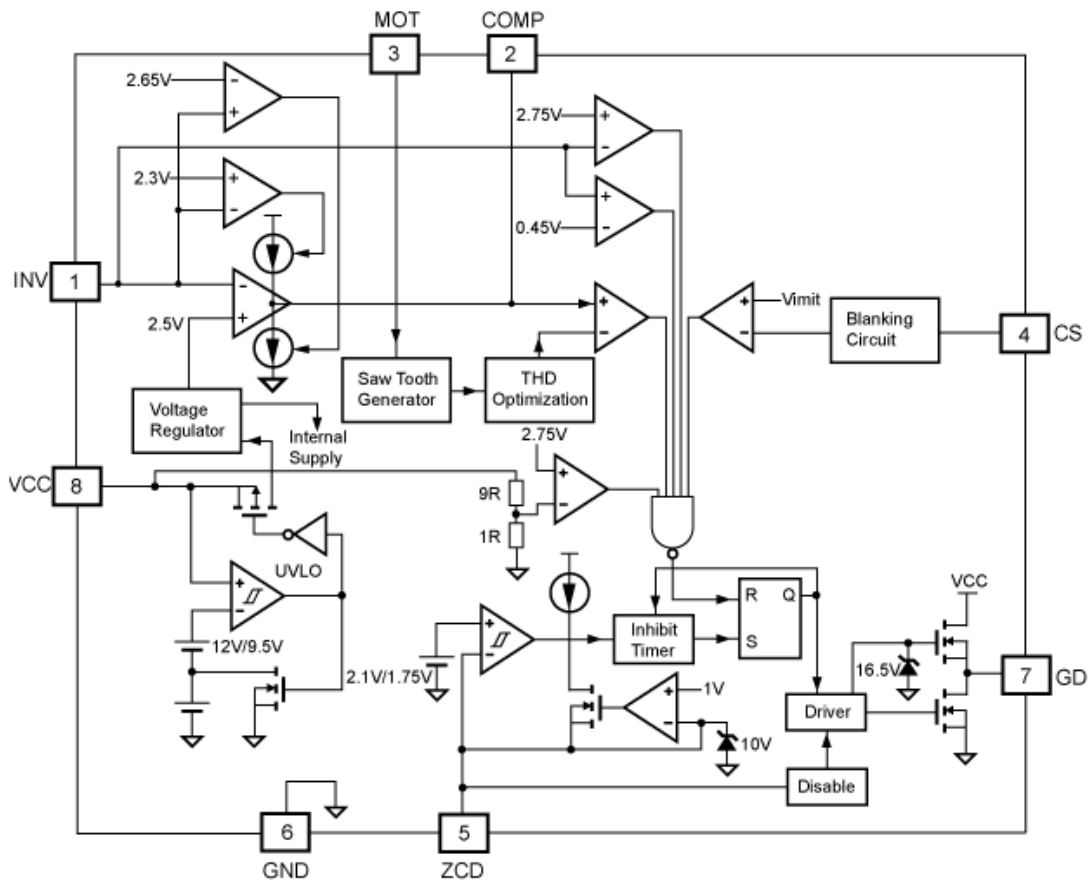 MOT
COMP
3
2
2.65V
-
+
2.75V
+
-
2.3V
+
-
+
0.45V
-
INV
1
-
2.5V
+
+
-
+
Vimit
-
Blanking
Circuit
4
CS
Voltage
Regulator
Internal
Supply
Saw Tooth
Generator
THD
Optimization
2.75V
VCC
8
9R
+
-
1R
UVLO
+
-
12V/9.5V
2.1V/1.75V
+
-
Inhibit
Timer
R
Q
S
VCC
1V
+
-
10V
16.5V
Driver
7
GD
Disable
6
5
GND
ZCD